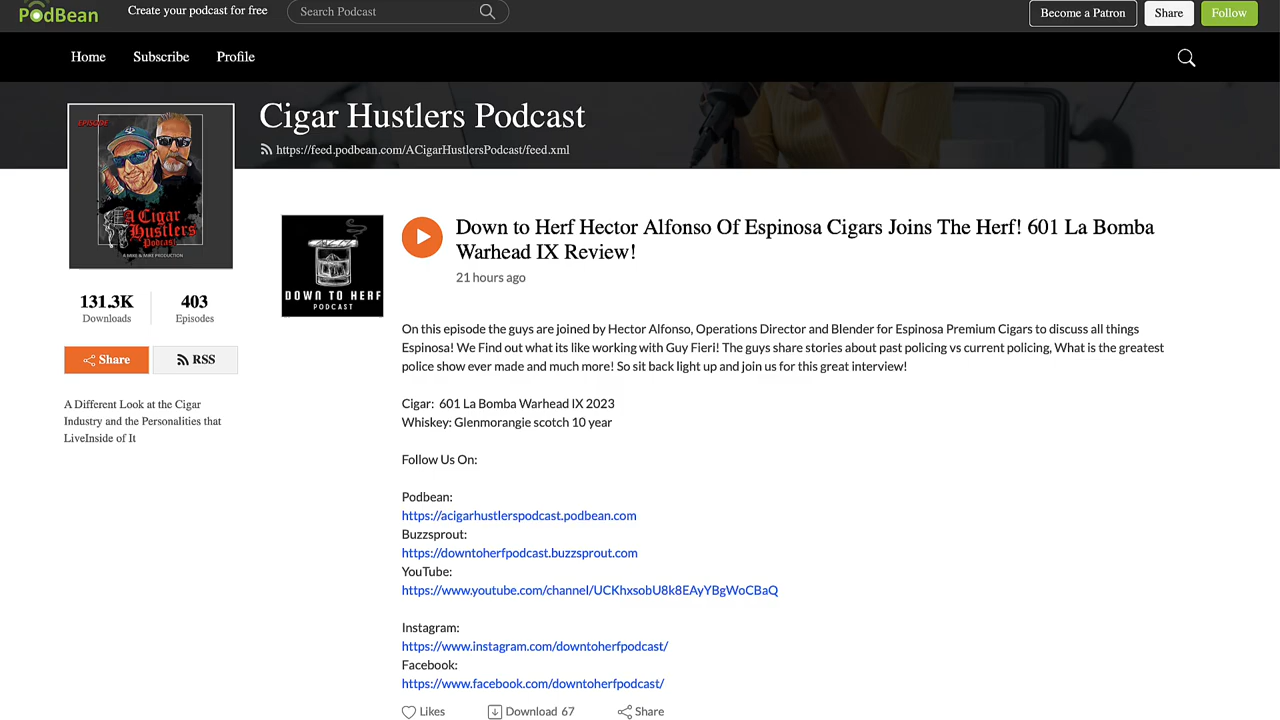 PodBean
Create your podcast for free
Search Podcast
Become a Patron
Share
Follow
Home
Subscribe
Profile
Cigar Hustlers Podcast
https://feed.podbean.com/ACigarHustlersPodcast/feed.xml
EPISODE
A Cigar
Hustlers
Podcast
131.3K
Downloads
403
Episodes
Share
RSS
A Different Look at the Cigar
Industry and the Personalities that
LiveInside of It
DOWN TO HERF
PODCAST
Down to Herf Hector Alfonso Of Espinosa Cigars Joins The Herf! 601 La Bomba
Warhead IX Review!
21 hours ago
On this episode the guys are joined by Hector Alfonso, Operations Director and Blender for Espinosa Premium Cigars to discuss all things
Espinosa! We Find out what its like working with Guy Fieri! The guys share stories about past policing vs current policing, What is the greatest
police show ever made and much more! So sit back light up and join us for this great interview!
Cigar: 601 La Bomba Warhead IX 2023
Whiskey: Glenmorangie scotch 10 year
Follow Us On:
Podbean:
https://acigarhustlerspodcast.podbean.com
Buzzsprout:
https://downtoherfpodcast.buzzsprout.com
YouTube:
https://www.youtube.com/channel/UCKhxsobU8k8EAyYBgWoCBaQ
Instagram:
https://www.instagram.com/downtoherfpodcast/
Facebook:
https://www.facebook.com/downtoherfpodcast/
Likes
Download 67
Share